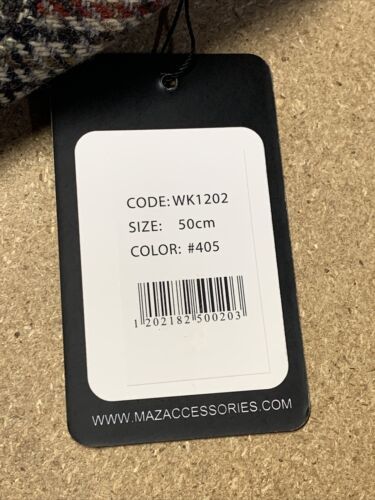 CODE: WK1202
SIZE: 50cm
COLOR: #405
1 202182 500203
WWW.MAZACCESSORIES.COM